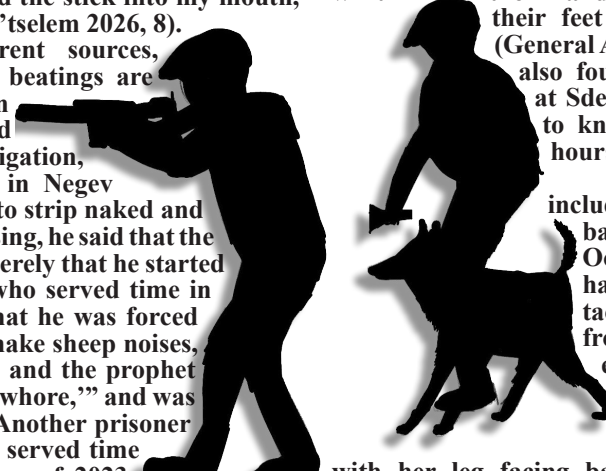 the stick into my mouth,
’tselem 2026, 8).
rent sources,
beatings are
n
d
igation,
in Negev
to strip naked and
ing, he said that the
erely that he started
who served time in
hat he was forced
nake sheep noises,
and the prophet
whore,’” and was
Another prisoner
served time
their feet
(General A
also fou
at Sde
to kn
hour
includ
ba
Oc
ha
tac
fro
e
with her leg facing